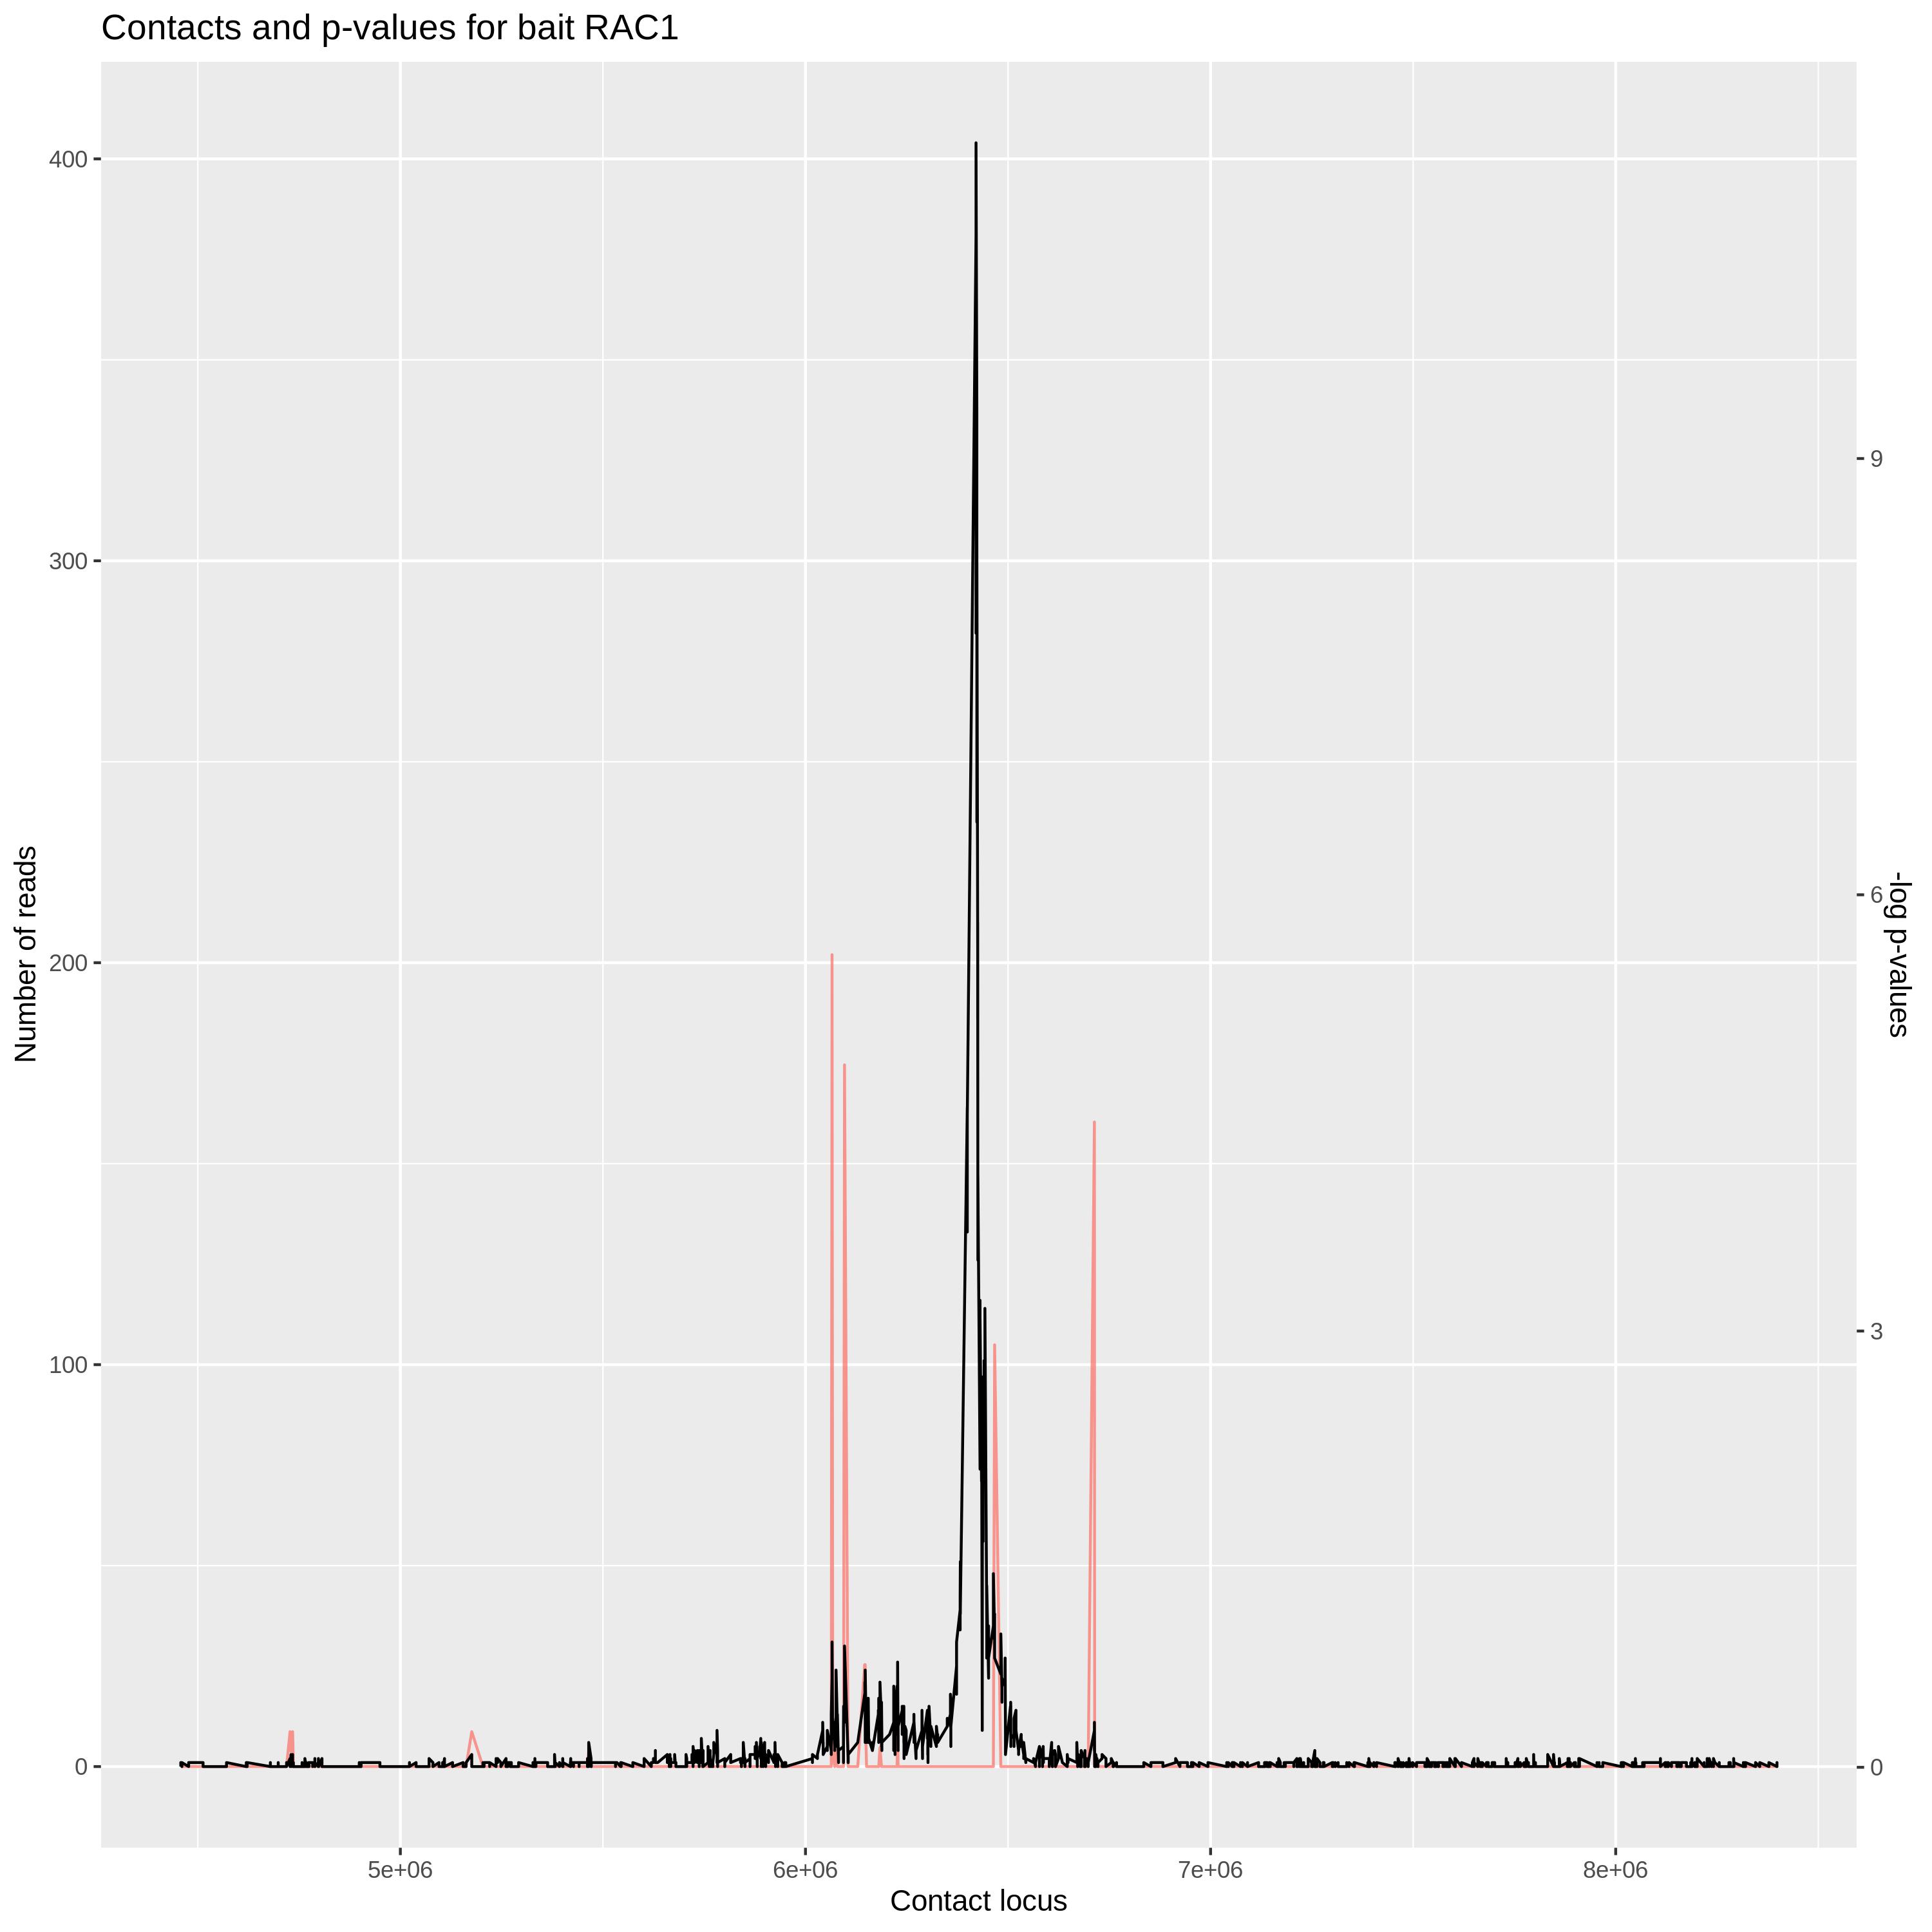 Contacts and p-values for bait RAC1
400
300
200
100
0
Number of reads
9
6
3
0
-log p-values
5e+06
6e+06
7e+06
8e+06
Contact locus